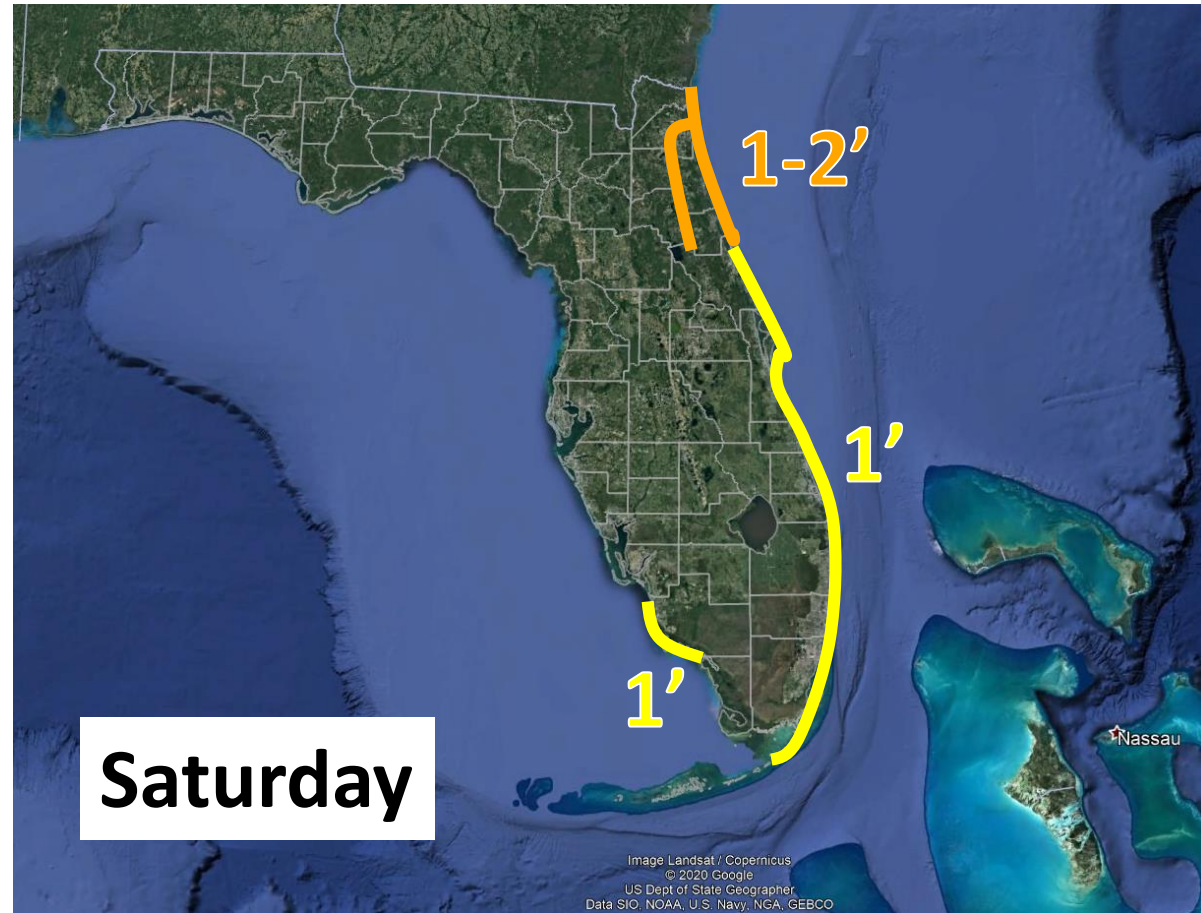 1-2’
1’
1’
Saturday
Nassau
Image Landsat / Copernicus
© 2020 Google
US Dept of State Geographer
Data SIO, NOAA, U.S. Navy, NGA, GEBCO